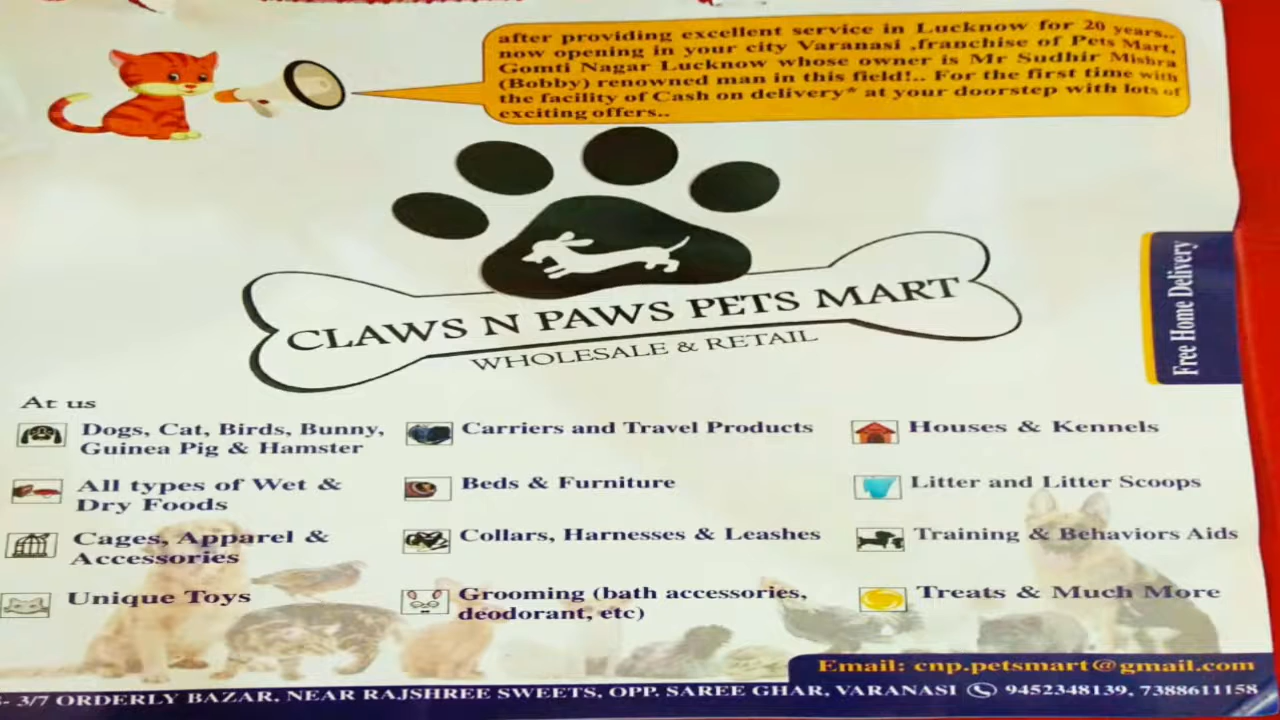 after providing excellent service in Lucknow for 20 years..
now opening in your city Varanasi ,franchise of Pets Mart,
Gomti Nagar Lucknow whose owner is Mr Sudhir Mishra
(Bobby) renowned man in this field!.. For the first time with
the facility of Cash on delivery* at your doorstep with lots of
exciting offers..
CLAWS N PAWS PETS MART
WHOLESALE & RETAIL
Free Home Delivery
At us
Dogs, Cat, Birds, Bunny,
Guinea Pig & Hamster
All types of Wet &
Dry Foods
Cages, Apparel &
Accessories
Unique Toys
Carriers and Travel Products
Beds & Furniture
Collars, Harnesses & Leashes
Grooming (bath accessories,
deodorant, etc)
Houses & Kennels
Litter and Litter Scoops
Training & Behaviors Aids
Treats & Much More
Email: cnp.petsmart@gmail.com
- 3/7 ORDERLY BAZAR, NEAR RAJSHREE SWEETS, OPP. SAREE GHAR, VARANASI 9452348139, 7388611158